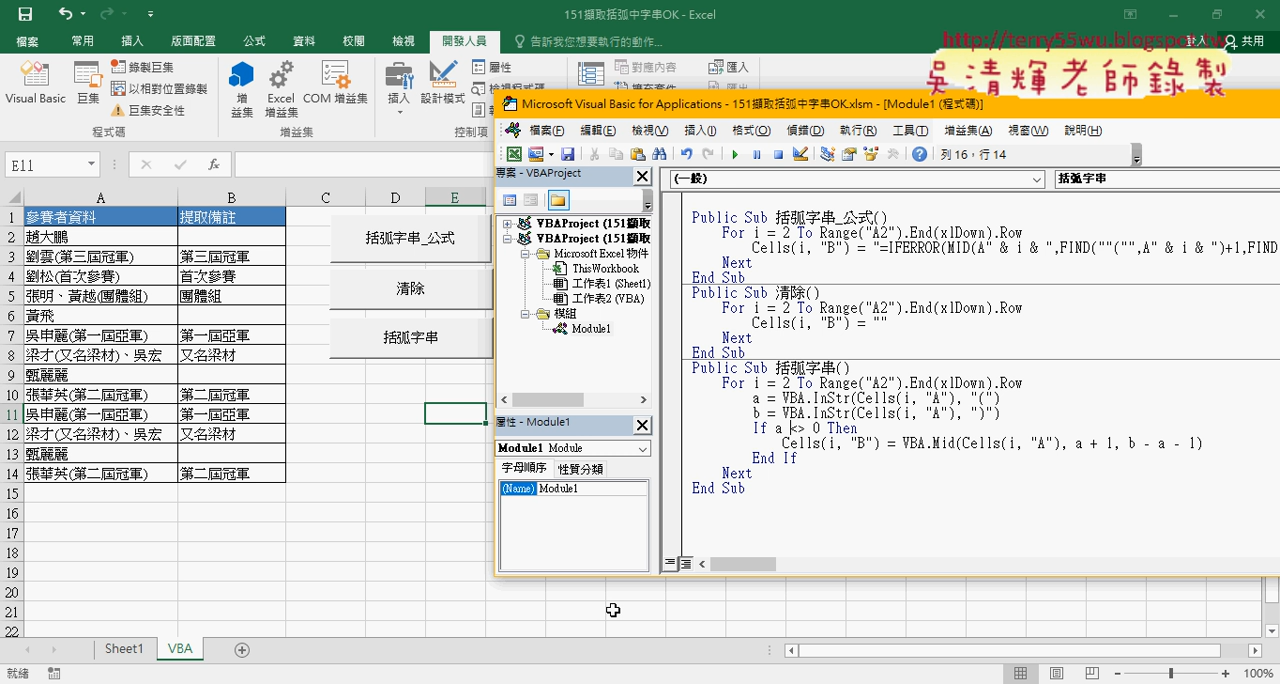 151擷取括弧中字串OK - Excel
檔案 常用 插入 版面配置 公式 資料 校閱 檢視 開發人員 告訴我您想要執行的動作... 登入 共用
http://terry55wu.blogspot.tw
吳清輝老師錄製
Visual Basic 巨集 錄製巨集 以相對位置錄製 巨集安全性
增益集 Excel 增益集 COM 增益集
插入 設計模式 屬性 檢視程式碼 對應內容 匯入
程式碼 增益集 控制項
E11 fx
A B C D E
1 參賽者資料 提取備註
2 趙大鵬
3 劉雲(第三屆冠軍) 第三屆冠軍
4 劉松(首次參賽) 首次參賽
5 張明、黃越(團體組) 團體組
6 黃飛
7 吳申麗(第一屆亞軍) 第一屆亞軍
8 梁才(又名梁材)、吳宏 又名梁材
9 甄麗麗
10 張華英(第二屆冠軍) 第二屆冠軍
11 吳申麗(第一屆亞軍) 第一屆亞軍
12 梁才(又名梁材)、吳宏 又名梁材
13 甄麗麗
14 張華英(第二屆冠軍) 第二屆冠軍
15
16
17
18
19
20
21
22
括弧字串_公式
清除
括弧字串
Microsoft Visual Basic for Applications - 151擷取括弧中字串OK.xlsm - [Module1 (程式碼)]
檔案(F) 編輯(E) 檢視(V) 插入(I) 格式(O) 偵錯(D) 執行(R) 工具(T) 增益集(A) 視窗(W) 說明(H)
列 16，行 14
專案 - VBAProject
VBAProject (151擷取
VBAProject (151擷取
Microsoft Excel 物件
ThisWorkbook
工作表1 (Sheet1)
工作表2 (VBA)
模組
Module1
屬性 - Module1
Module1 Module
字母順序 性質分類
(Name) Module1
(一般) 括弧字串
Public Sub 括弧字串_公式()
For i = 2 To Range("A2").End(xlDown).Row
Cells(i, "B") = "=IFERROR(MID(A" & i & ",FIND(""("",A" & i & ")+1,FIND
Next
End Sub
Public Sub 清除()
For i = 2 To Range("A2").End(xlDown).Row
Cells(i, "B") = ""
Next
End Sub
Public Sub 括弧字串()
For i = 2 To Range("A2").End(xlDown).Row
a = VBA.InStr(Cells(i, "A"), "(")
b = VBA.InStr(Cells(i, "A"), ")")
If a <> 0 Then
Cells(i, "B") = VBA.Mid(Cells(i, "A"), a + 1, b - a - 1)
End If
Next
End Sub
Sheet1 VBA
就緒 100%